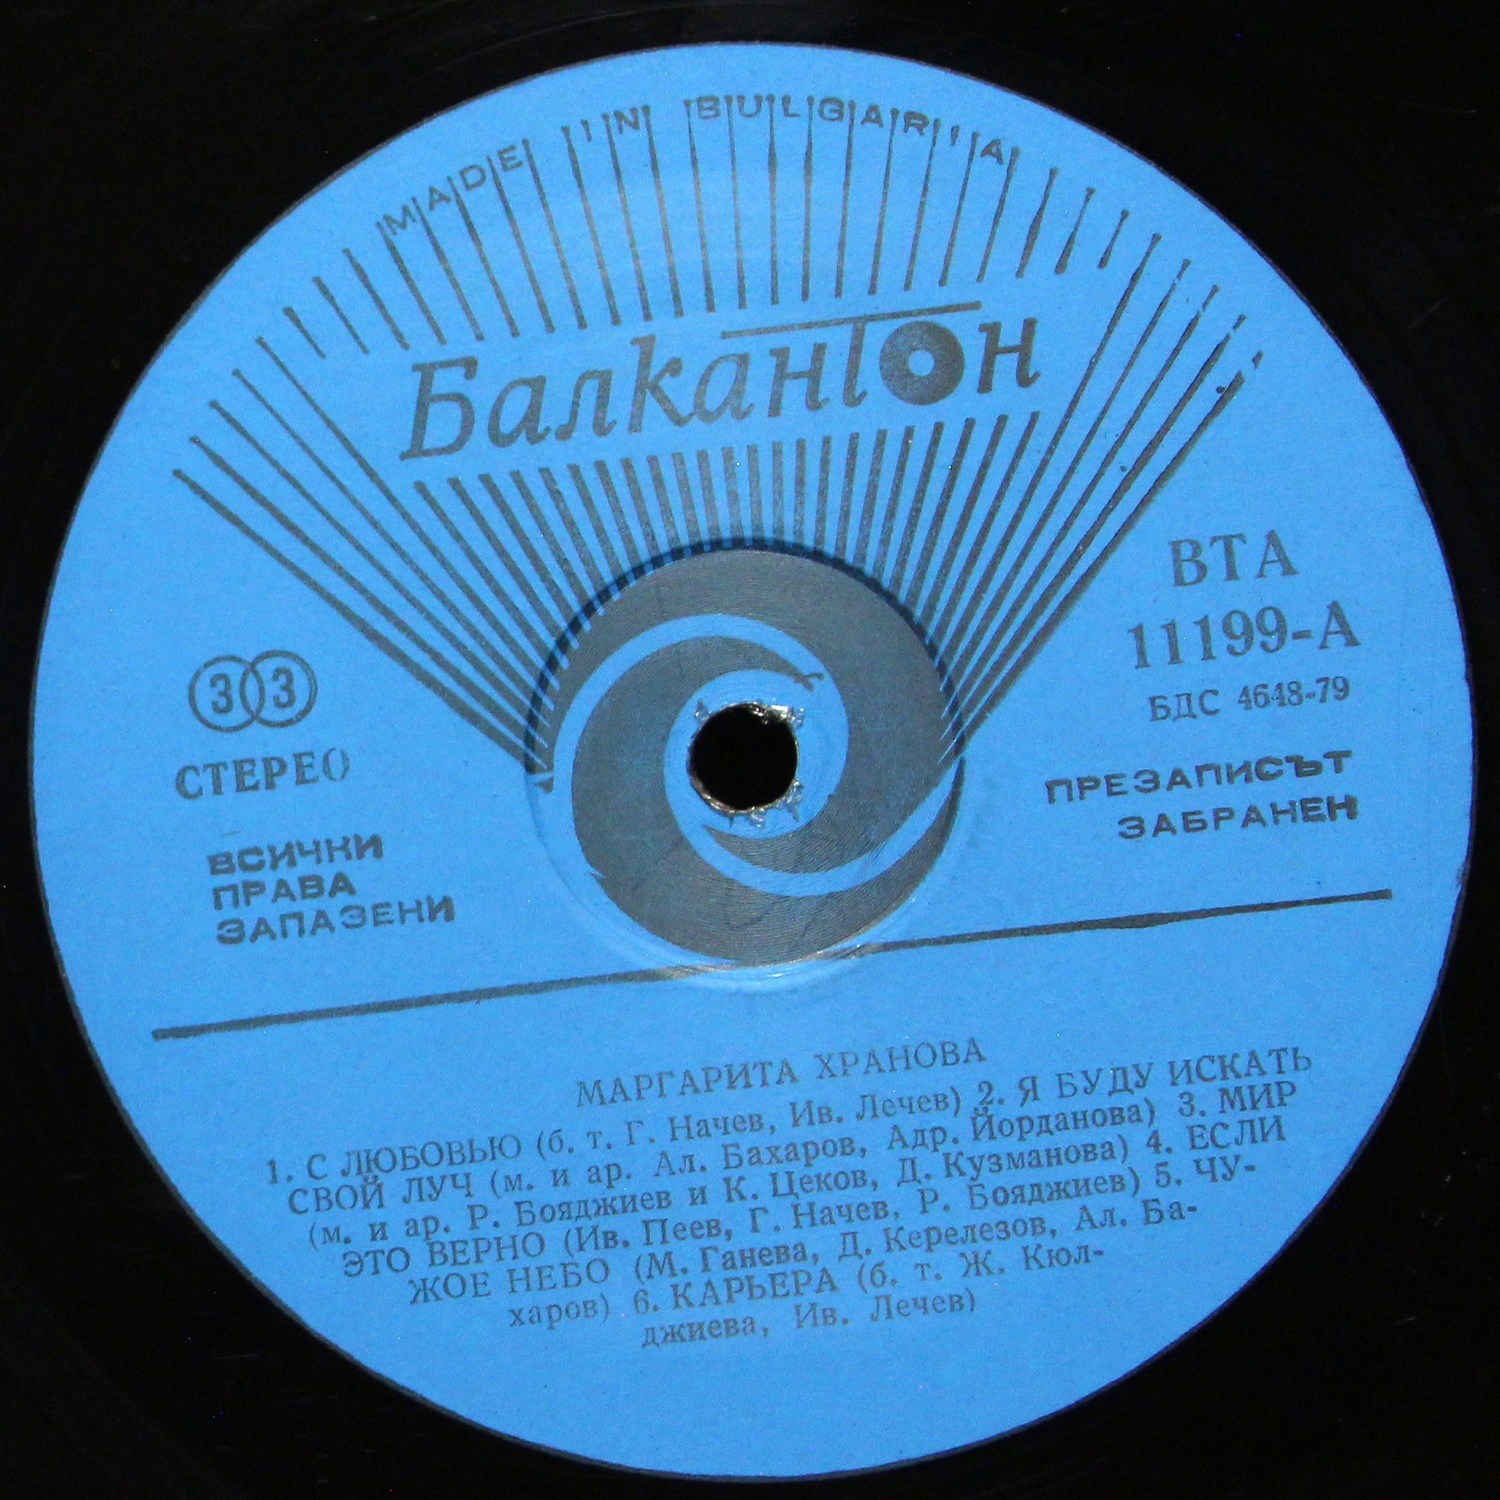 MADE IN BULGARIA
Балкантон
ВТА
11199-А
БДС 4648-79
33
СТЕРЕО
ПРЕЗАПИСЪТ
ЗАБРАНЕН
ВСИЧКИ
ПРАВА
ЗАПАЗЕНИ
МАРГАРИТА ХРАНОВА
1. С ЛЮБОВЬЮ (б. т. Г. Начев, Ив. Лечев) 2. Я БУДУ ИСКАТЬ
СВОЙ ЛУЧ (м. и ар. Ал. Бахаров, Адр. Йорданова) 3. МИР
(м. и ар. Р. Бояджиев и К. Цеков, Д. Кузманова) 4. ЕСЛИ
ЭТО ВЕРНО (Ив. Пеев, Г. Начев, Р. Бояджиев) 5. ЧУ-
ЖОЕ НЕБО (М. Ганева, Д. Керелезов, Ал. Ба-
харов) 6. КАРЬЕРА (б. т. Ж. Кюл-
джиева, Ив. Лечев)